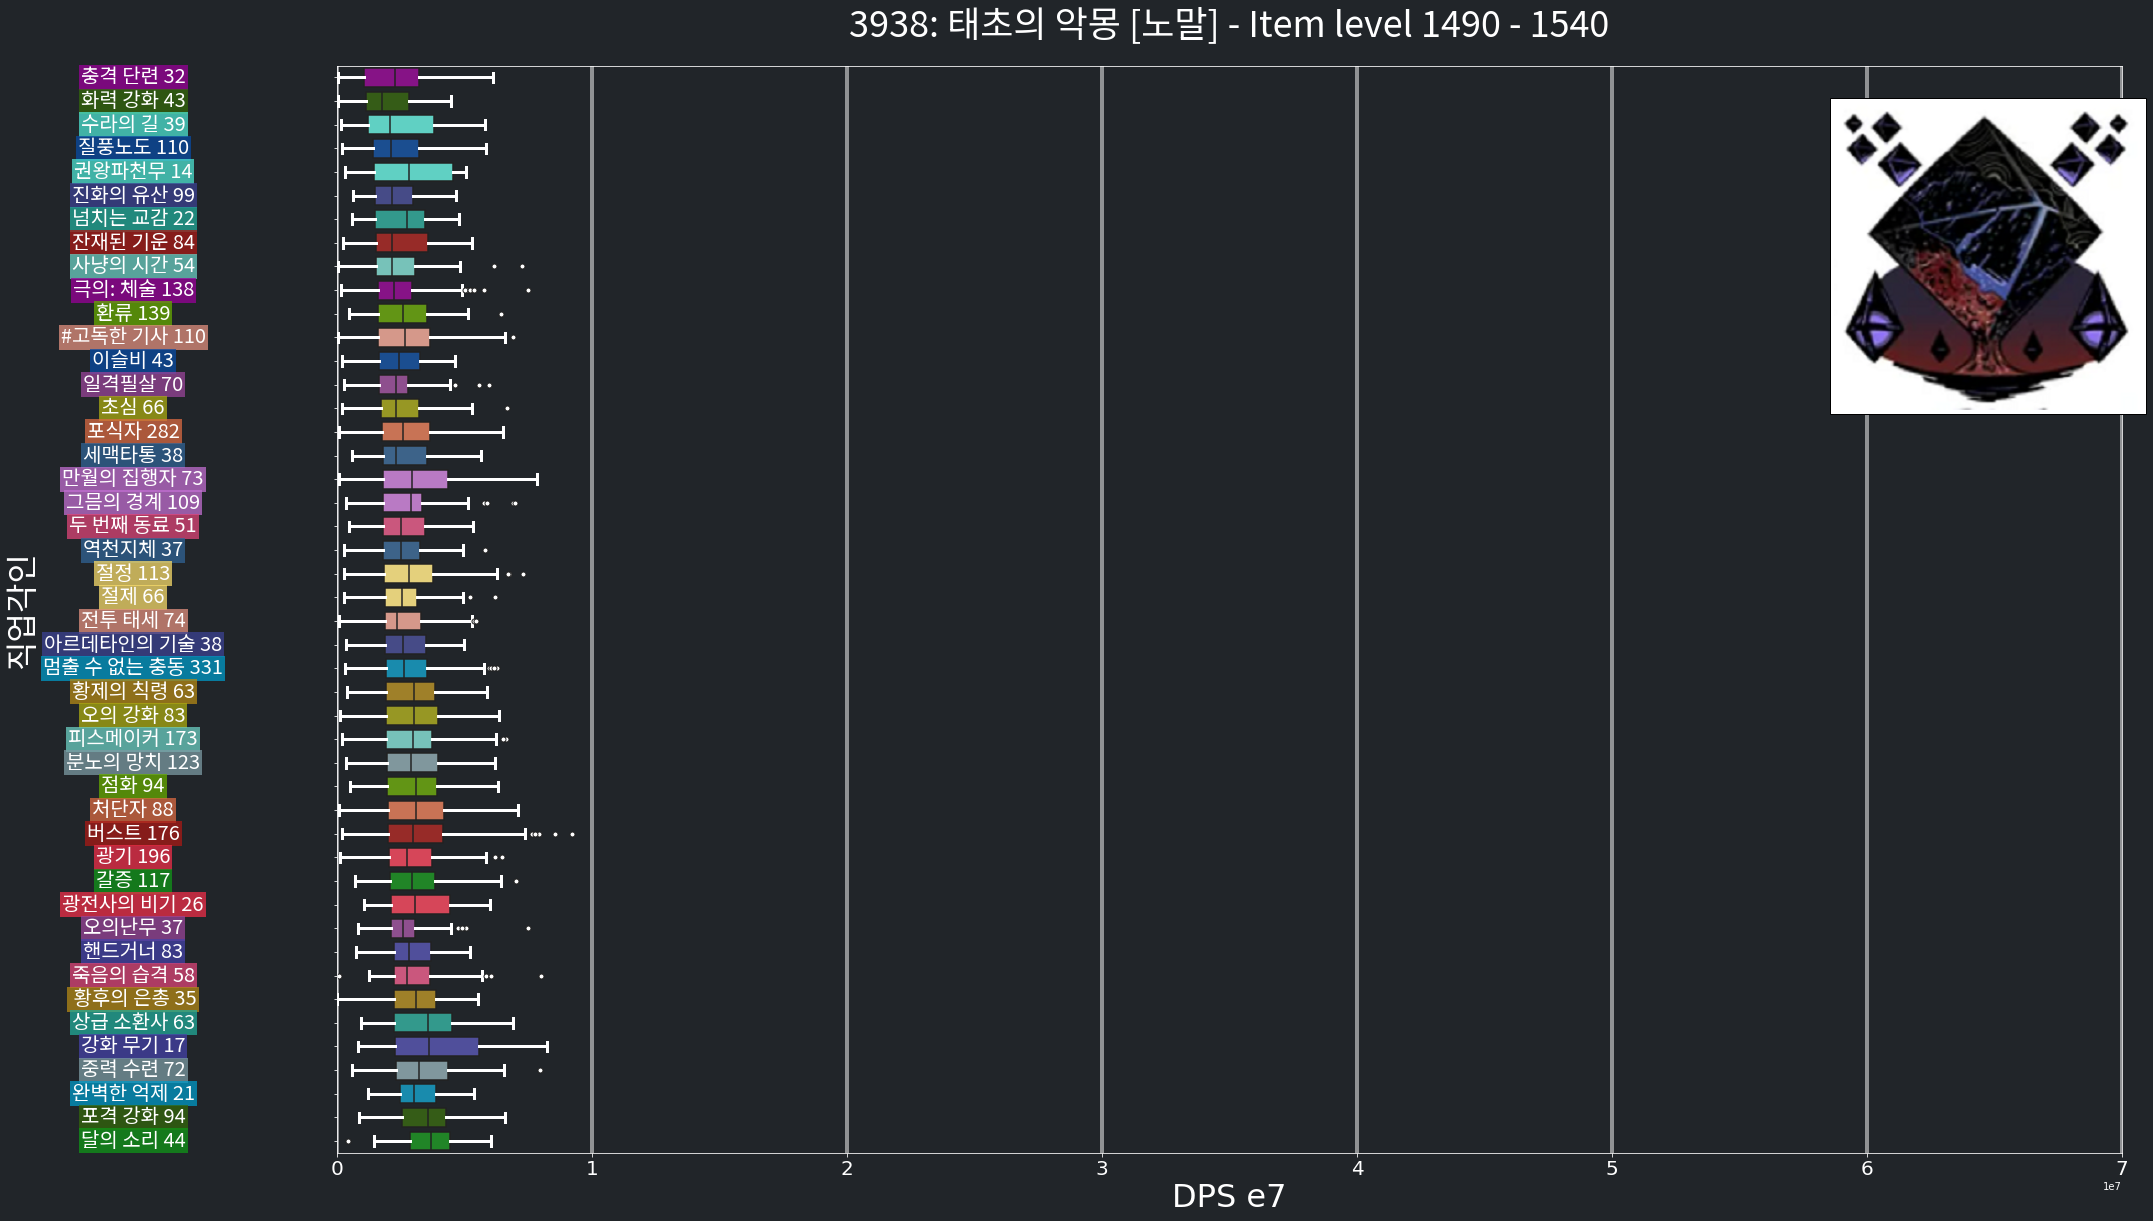 3938: 태초의 악몽 [노말] - Item level 1490 - 1540
충격 단련 32
화력 강화 43
수라의 길 39
질풍노도 110
권왕파천무 14
진화의 유산 99
넘치는 교감 22
잔재된 기운 84
사냥의 시간 54
극의: 체술 138
환류 139
#고독한 기사 110
이슬비 43
일격필살 70
초심 66
포식자 282
세맥타통 38
만월의 집행자 73
그믐의 경계 109
두 번째 동료 51
역천지체 37
절정 113
절제 66
전투 태세 74
아르데타인의 기술 38
멈출 수 없는 충동 331
황제의 칙령 63
오의 강화 83
피스메이커 173
분노의 망치 123
점화 94
처단자 88
버스트 176
광기 196
갈증 117
광전사의 비기 26
오의난무 37
핸드거너 83
죽음의 습격 58
황후의 은총 35
상급 소환사 63
강화 무기 17
중력 수련 72
완벽한 억제 21
포격 강화 94
달의 소리 44
직업각인
0 1 2 3 4 5 6 7
1e7
DPS e7